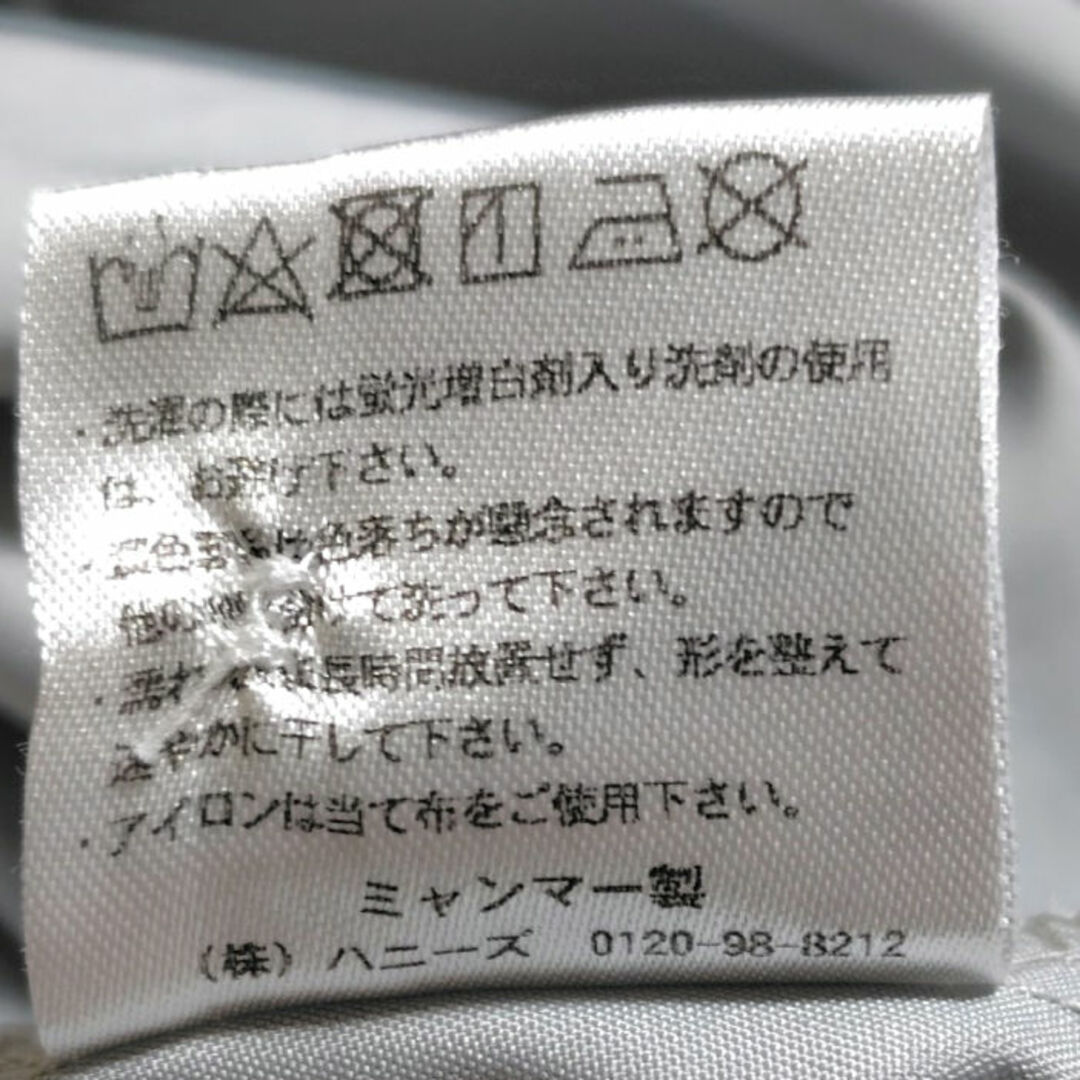 ・洗濯の際には蛍光増白剤入り洗剤の使用
は、お避け下さい。
色落ちが懸念されますので
て洗って下さい。
長時間放置せず、形を整えて
速やかに干して下さい。
・アイロンは当て布をご使用下さい。
ミャンマー製
(株)ハニーズ 0120-98-8212